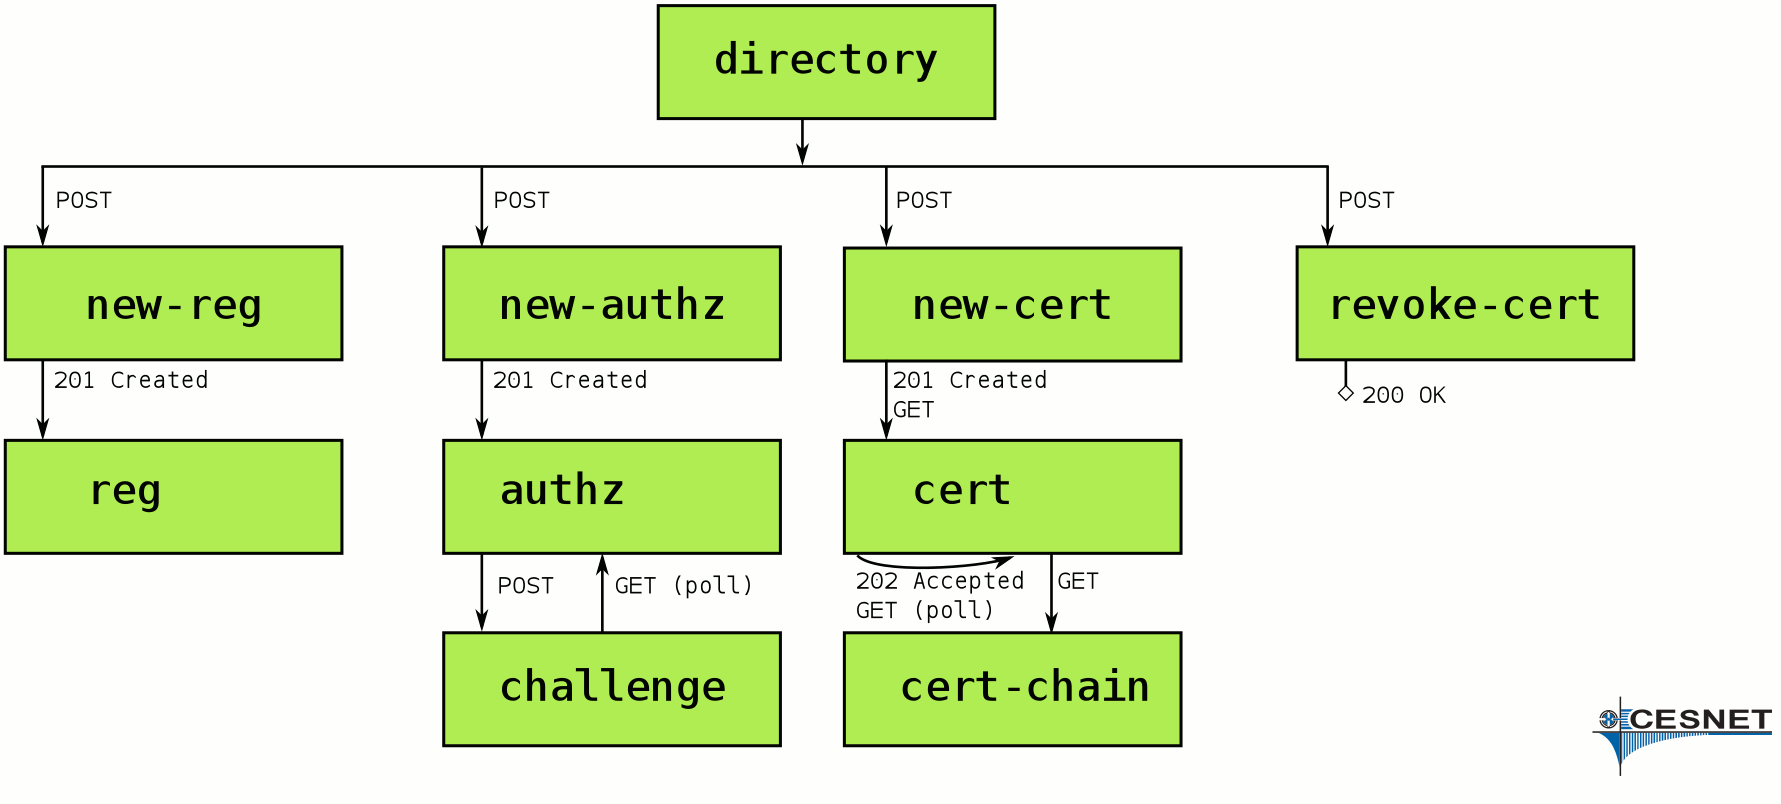 directory
POST
POST
POST
POST
new-reg
new-authz
new-cert
revoke-cert
201 Created
201 Created
201 Created
GET
200 OK
reg
authz
cert
POST
GET (poll)
202 Accepted
GET (poll)
GET
challenge
cert-chain
CESNET